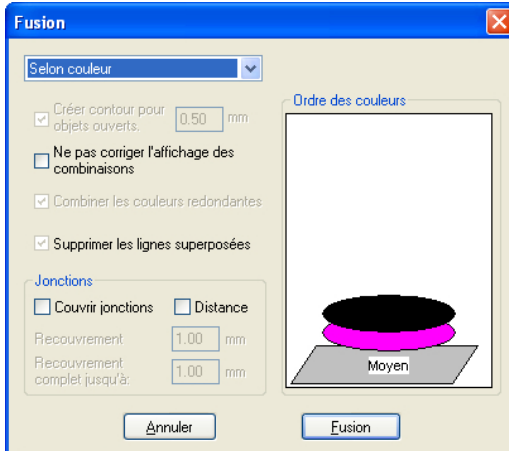 Fusion
Selon couleur
Créer contour pour
objets ouverts.
0.50 mm
Ne pas corriger l'affichage des
combinaisons
Combiner les couleurs redondantes
Supprimer les lignes superposées
Jonctions
Couvrir jonctions
Distance
Recouvrement
1.00 mm
Recouvrement
complet jusqu'à:
1.00 mm
Ordre des couleurs
Moyen
Annuler
Fusion